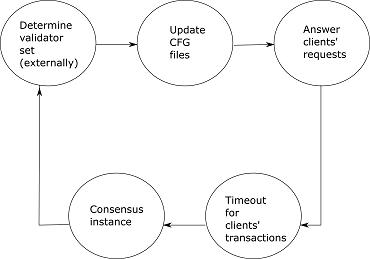 Determine
validator
set
(externally)
Update
CFG
files
Answer
clients'
requests
Consensus
instance
Timeout
for
clients'
transactions